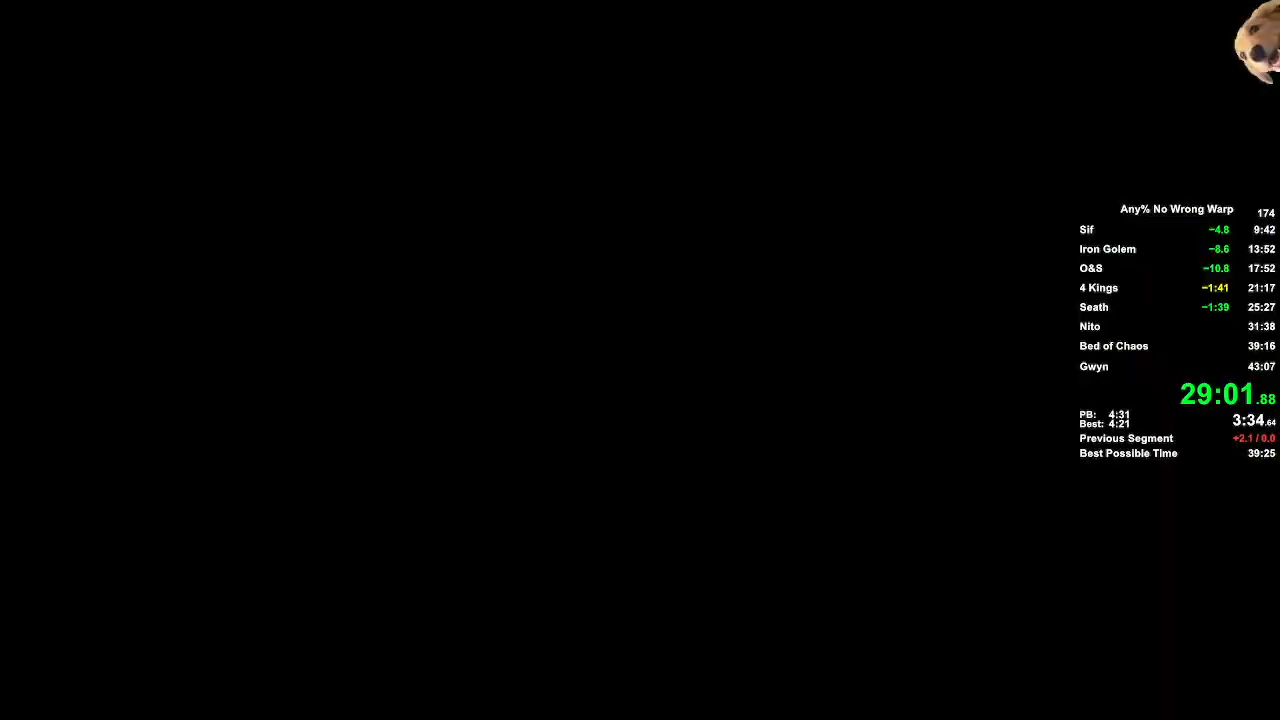 Any% No Wrong Warp 174
Sif −4.8 9:42
Iron Golem −8.6 13:52
O&S −10.8 17:52
4 Kings −1:41 21:17
Seath −1:39 25:27
Nito 31:38
Bed of Chaos 39:16
Gwyn 43:07
29:01.88
PB: 4:31
Best: 4:21 3:34.64
Previous Segment +2.1 / 0.0
Best Possible Time 39:25